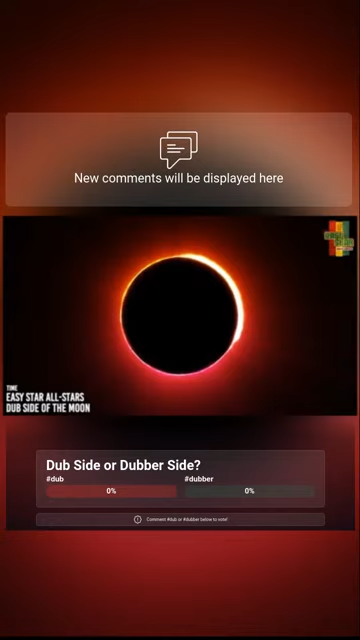 New comments will be displayed here
TIME
EASY STAR ALL-STARS
DUB SIDE OF THE MOON
Dub Side or Dubber Side?
#dub #dubber
0% 0%
Comment #dub or #dubber below to vote!